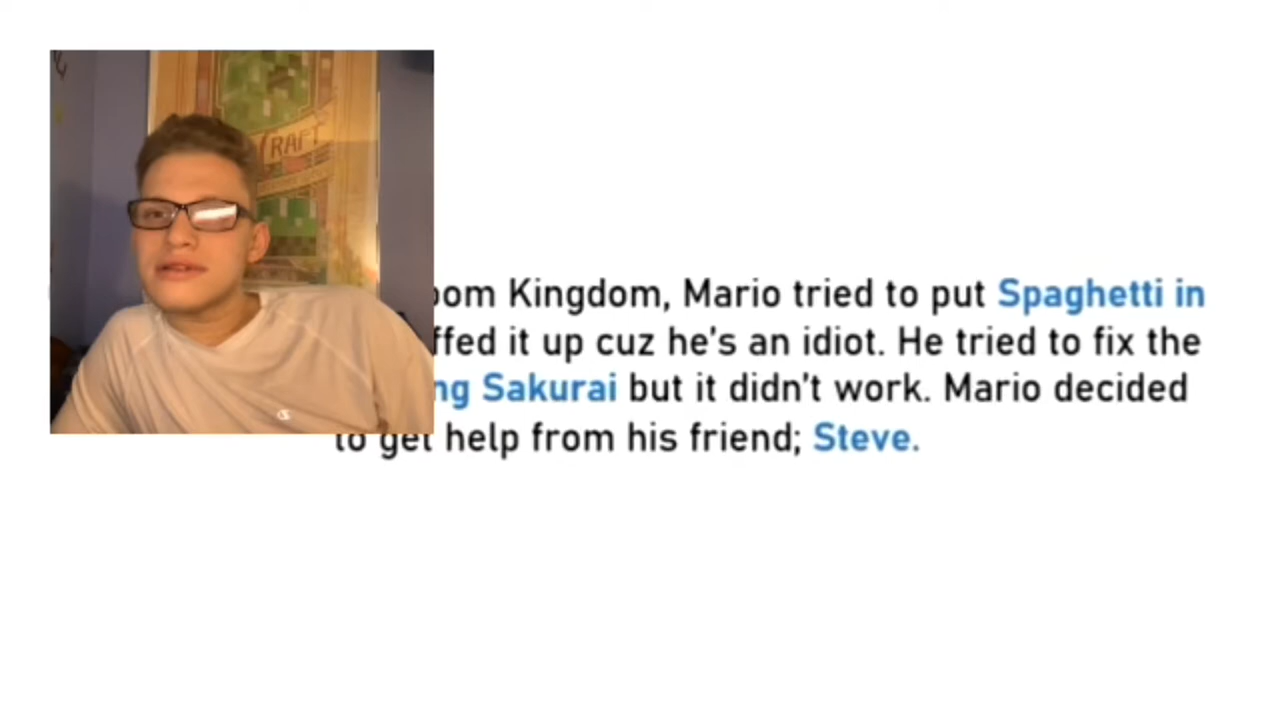 RAFT
oom Kingdom, Mario tried to put Spaghetti in
ffed it up cuz he's an idiot. He tried to fix the
ng Sakurai but it didn't work. Mario decided
to get help from his friend; Steve.